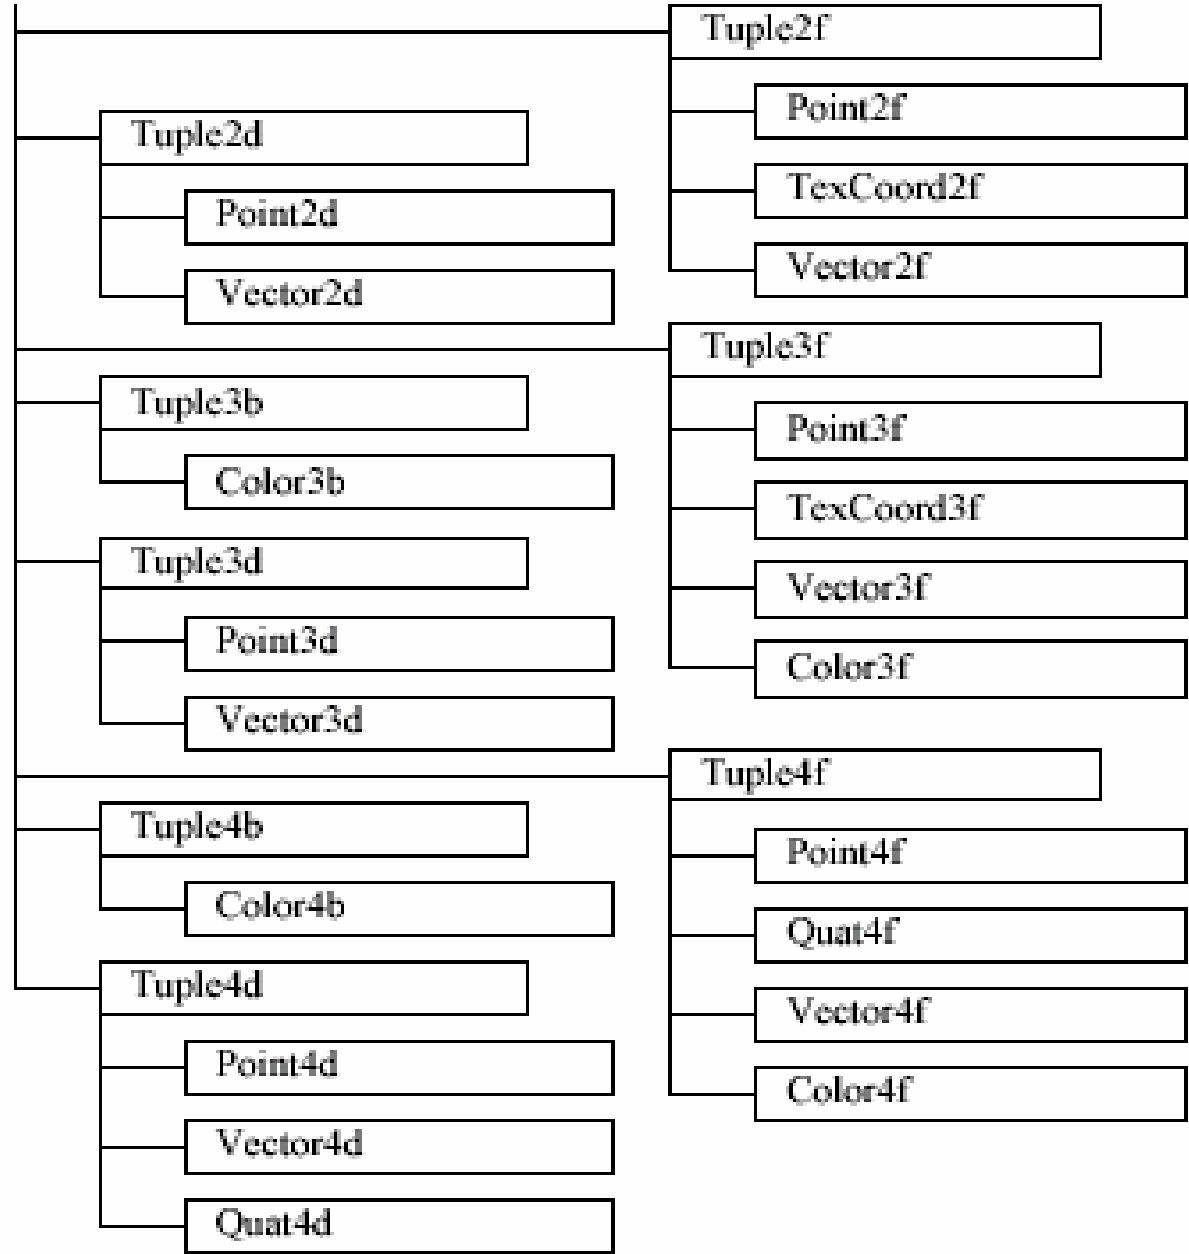 Tuple2f
Point2f
TexCoord2f
Vector2f
Tuple2d
Point2d
Vector2d
Tuple3f
Point3f
TexCoord3f
Vector3f
Color3f
Tuple3b
Color3b
Tuple3d
Point3d
Vector3d
Tuple4f
Point4f
Quat4f
Vector4f
Color4f
Tuple4b
Color4b
Tuple4d
Point4d
Vector4d
Quat4d